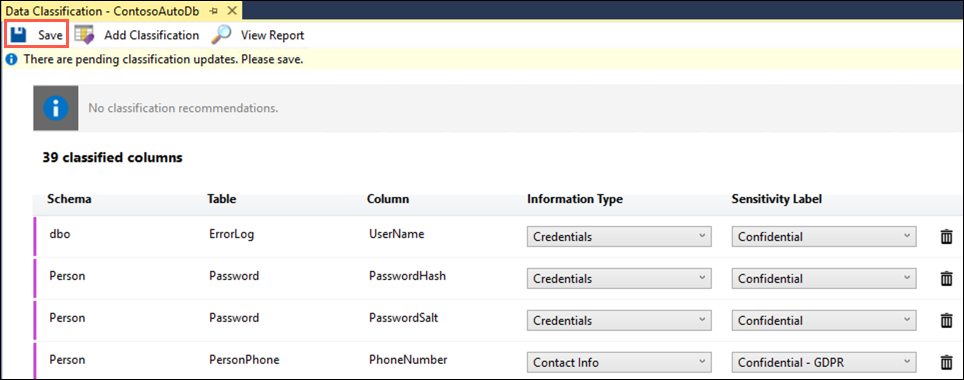 Data Classification - ContosoAutoDb
Save Add Classification View Report
There are pending classification updates. Please save.
No classification recommendations.
39 classified columns
Schema Table Column Information Type Sensitivity Label
dbo ErrorLog UserName Credentials Confidential
Person Password PasswordHash Credentials Confidential
Person Password PasswordSalt Credentials Confidential
Person PersonPhone PhoneNumber Contact Info Confidential - GDPR